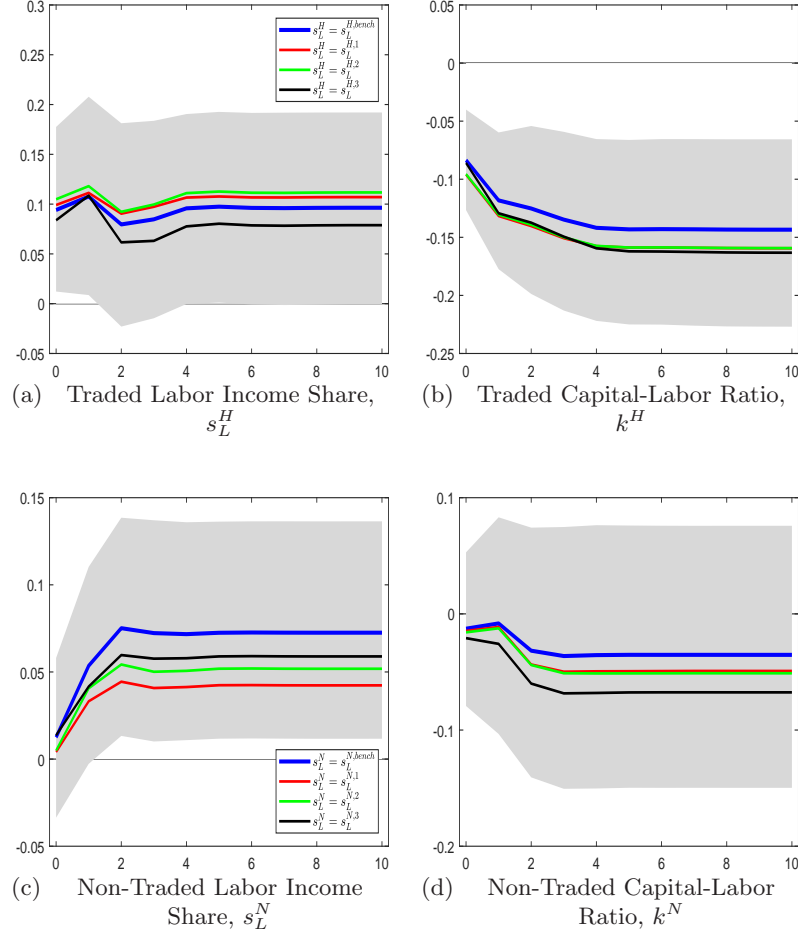 0.3
0.25
0.2
0.15
0.1
0.05
0
-0.05
0 2 4 6 8 10
s_L^H = s_L^{H,bench}
s_L^H = s_L^{H,1}
s_L^H = s_L^{H,2}
s_L^H = s_L^{H,3}
(a) Traded Labor Income Share,
s_L^H
0.05
0
-0.05
-0.1
-0.15
-0.2
-0.25
0 2 4 6 8 10
(b) Traded Capital-Labor Ratio,
k^H
0.15
0.1
0.05
0
-0.05
0 2 4 6 8 10
s_L^N = s_L^{N,bench}
s_L^N = s_L^{N,1}
s_L^N = s_L^{N,2}
s_L^N = s_L^{N,3}
(c) Non-Traded Labor Income
Share, s_L^N
0.1
0
-0.1
-0.2
0 2 4 6 8 10
(d) Non-Traded Capital-Labor
Ratio, k^N